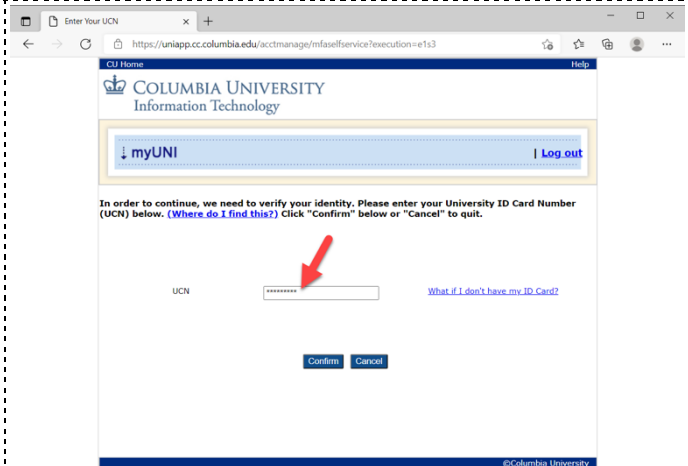 Enter Your UCN
https://uniapp.cc.columbia.edu/acctmanage/mfaselfservice?execution=e1s3
CU Home Help
COLUMBIA UNIVERSITY
Information Technology
myUNI | Log out
In order to continue, we need to verify your identity. Please enter your University ID Card Number
(UCN) below. (Where do I find this?) Click "Confirm" below or "Cancel" to quit.
UCN ********* What if I don't have my ID Card?
Confirm Cancel
©Columbia University